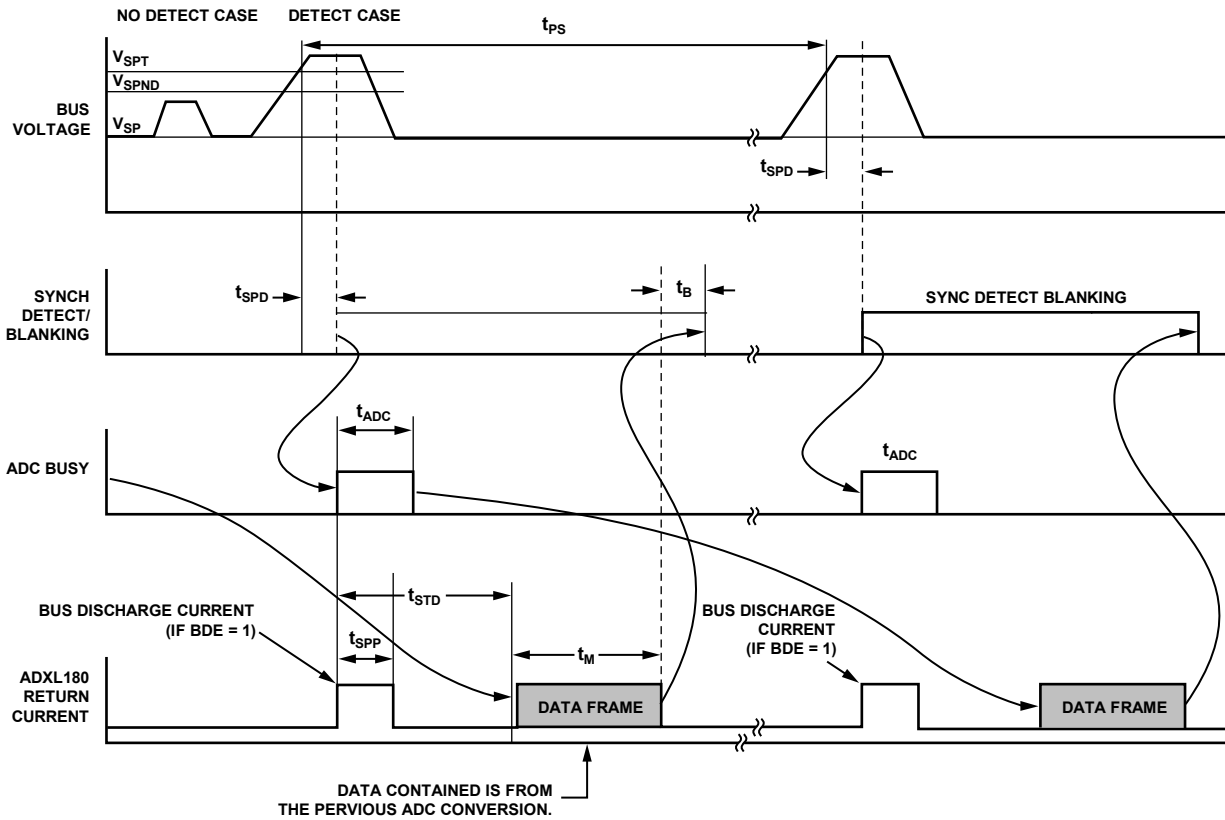 NO DETECT CASE
DETECT CASE
tPS
VSPT
VSPND
BUS
VOLTAGE
VSP
tSPD
SYNCH
DETECT/
BLANKING
tSPD
tB
SYNC DETECT BLANKING
ADC BUSY
tADC
tADC
BUS DISCHARGE CURRENT
(IF BDE = 1)
tSTD
tSPP
tM
BUS DISCHARGE
CURRENT
(IF BDE = 1)
ADXL180
RETURN
CURRENT
DATA FRAME
DATA FRAME
DATA CONTAINED IS FROM
THE PERVIOUS ADC CONVERSION.